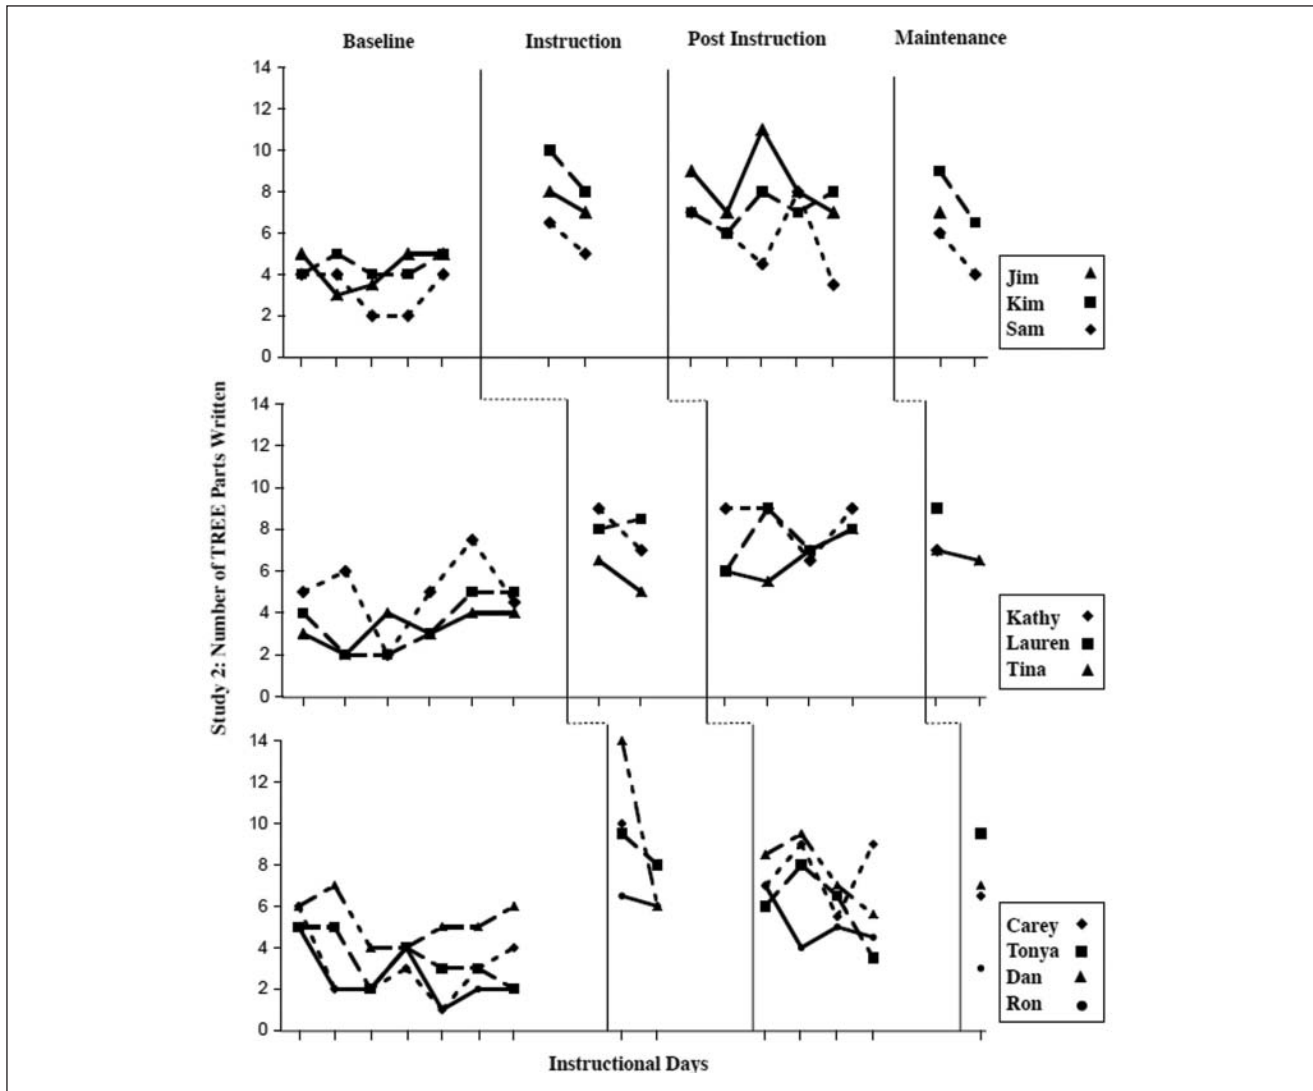 Baseline
Instruction
Post Instruction
Maintenance
14
12
10
8
6
4
2
0
Jim
Kim
Sam
Study 2: Number of TREE Parts Written
14
12
10
8
6
4
2
0
Kathy
Lauren
Tina
14
12
10
8
6
4
2
0
Carey
Tonya
Dan
Ron
Instructional Days